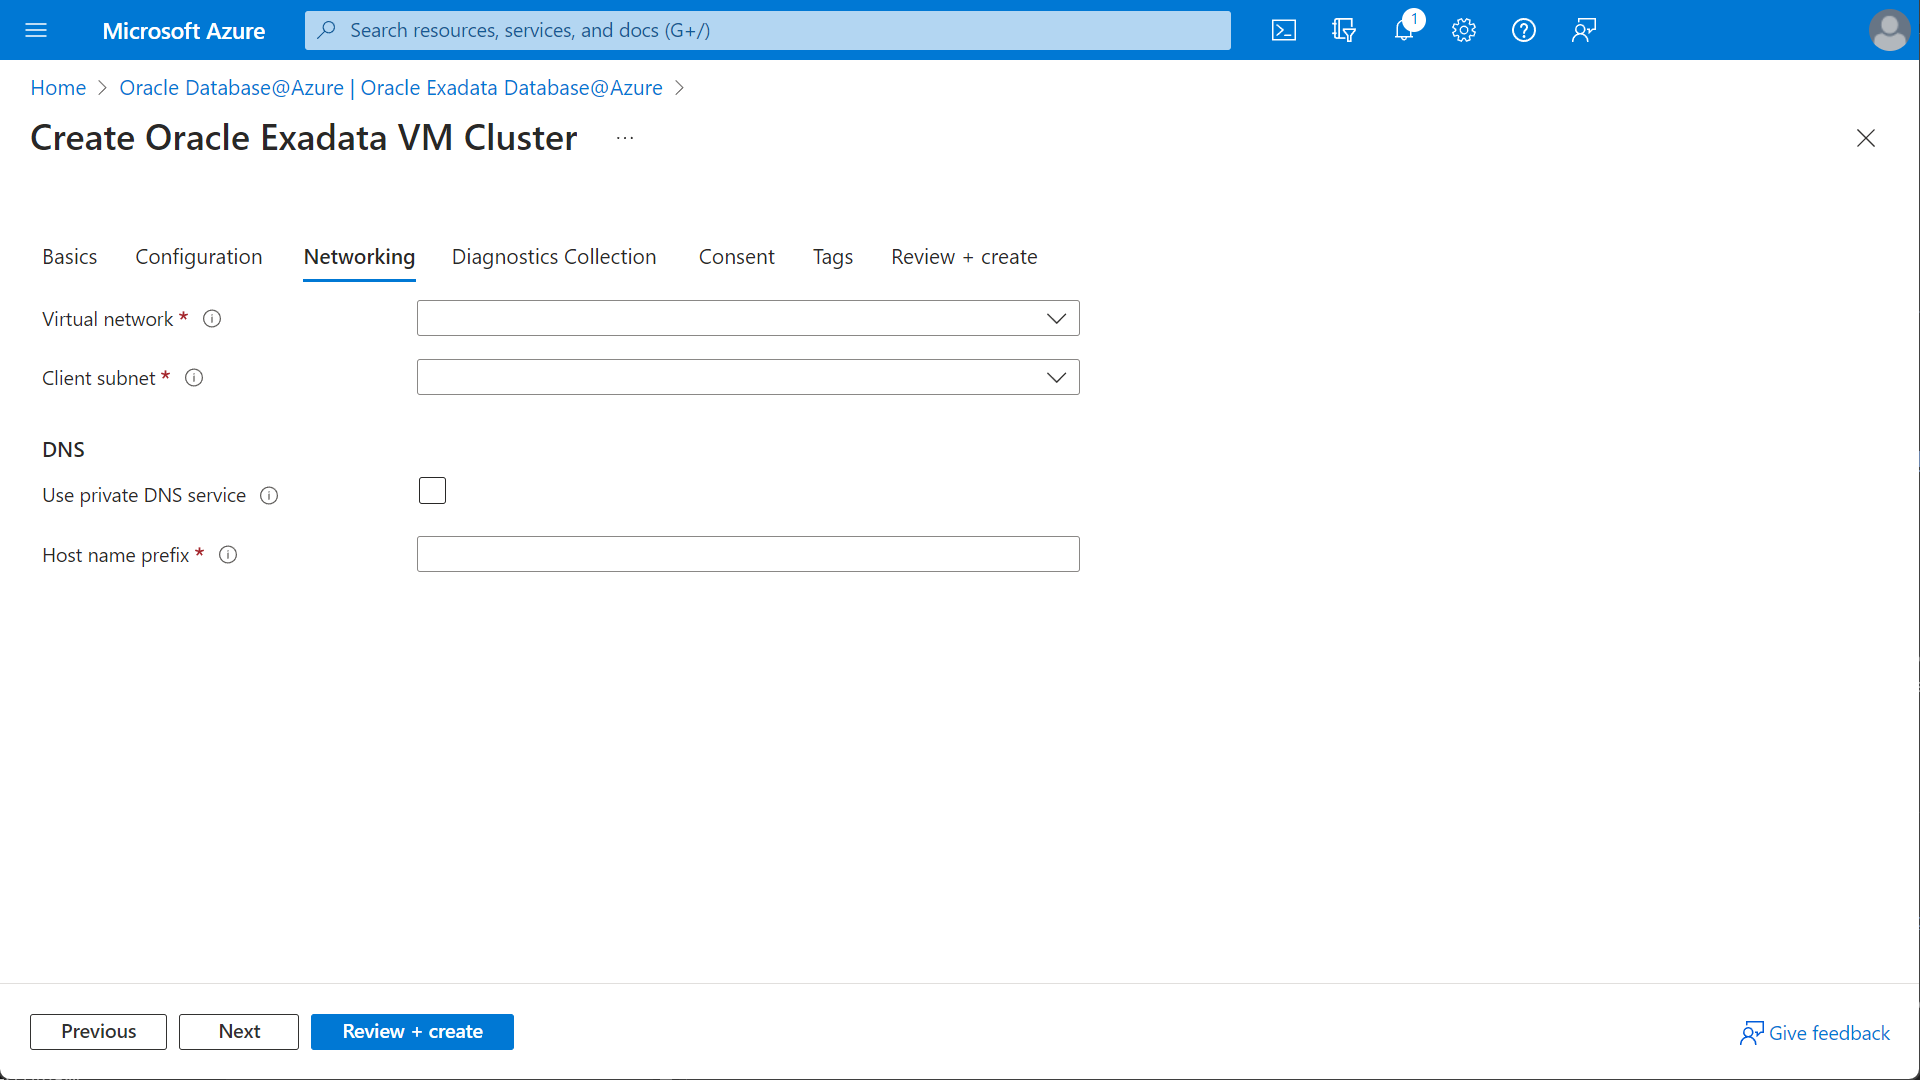 Microsoft Azure
Search resources, services, and docs (G+/)
1
Home > Oracle Database@Azure | Oracle Exadata Database@Azure >
Create Oracle Exadata VM Cluster ...
Basics Configuration Networking Diagnostics Collection Consent Tags Review + create
Virtual network *
Client subnet *
DNS
Use private DNS service
Host name prefix *
Previous Next Review + create Give feedback